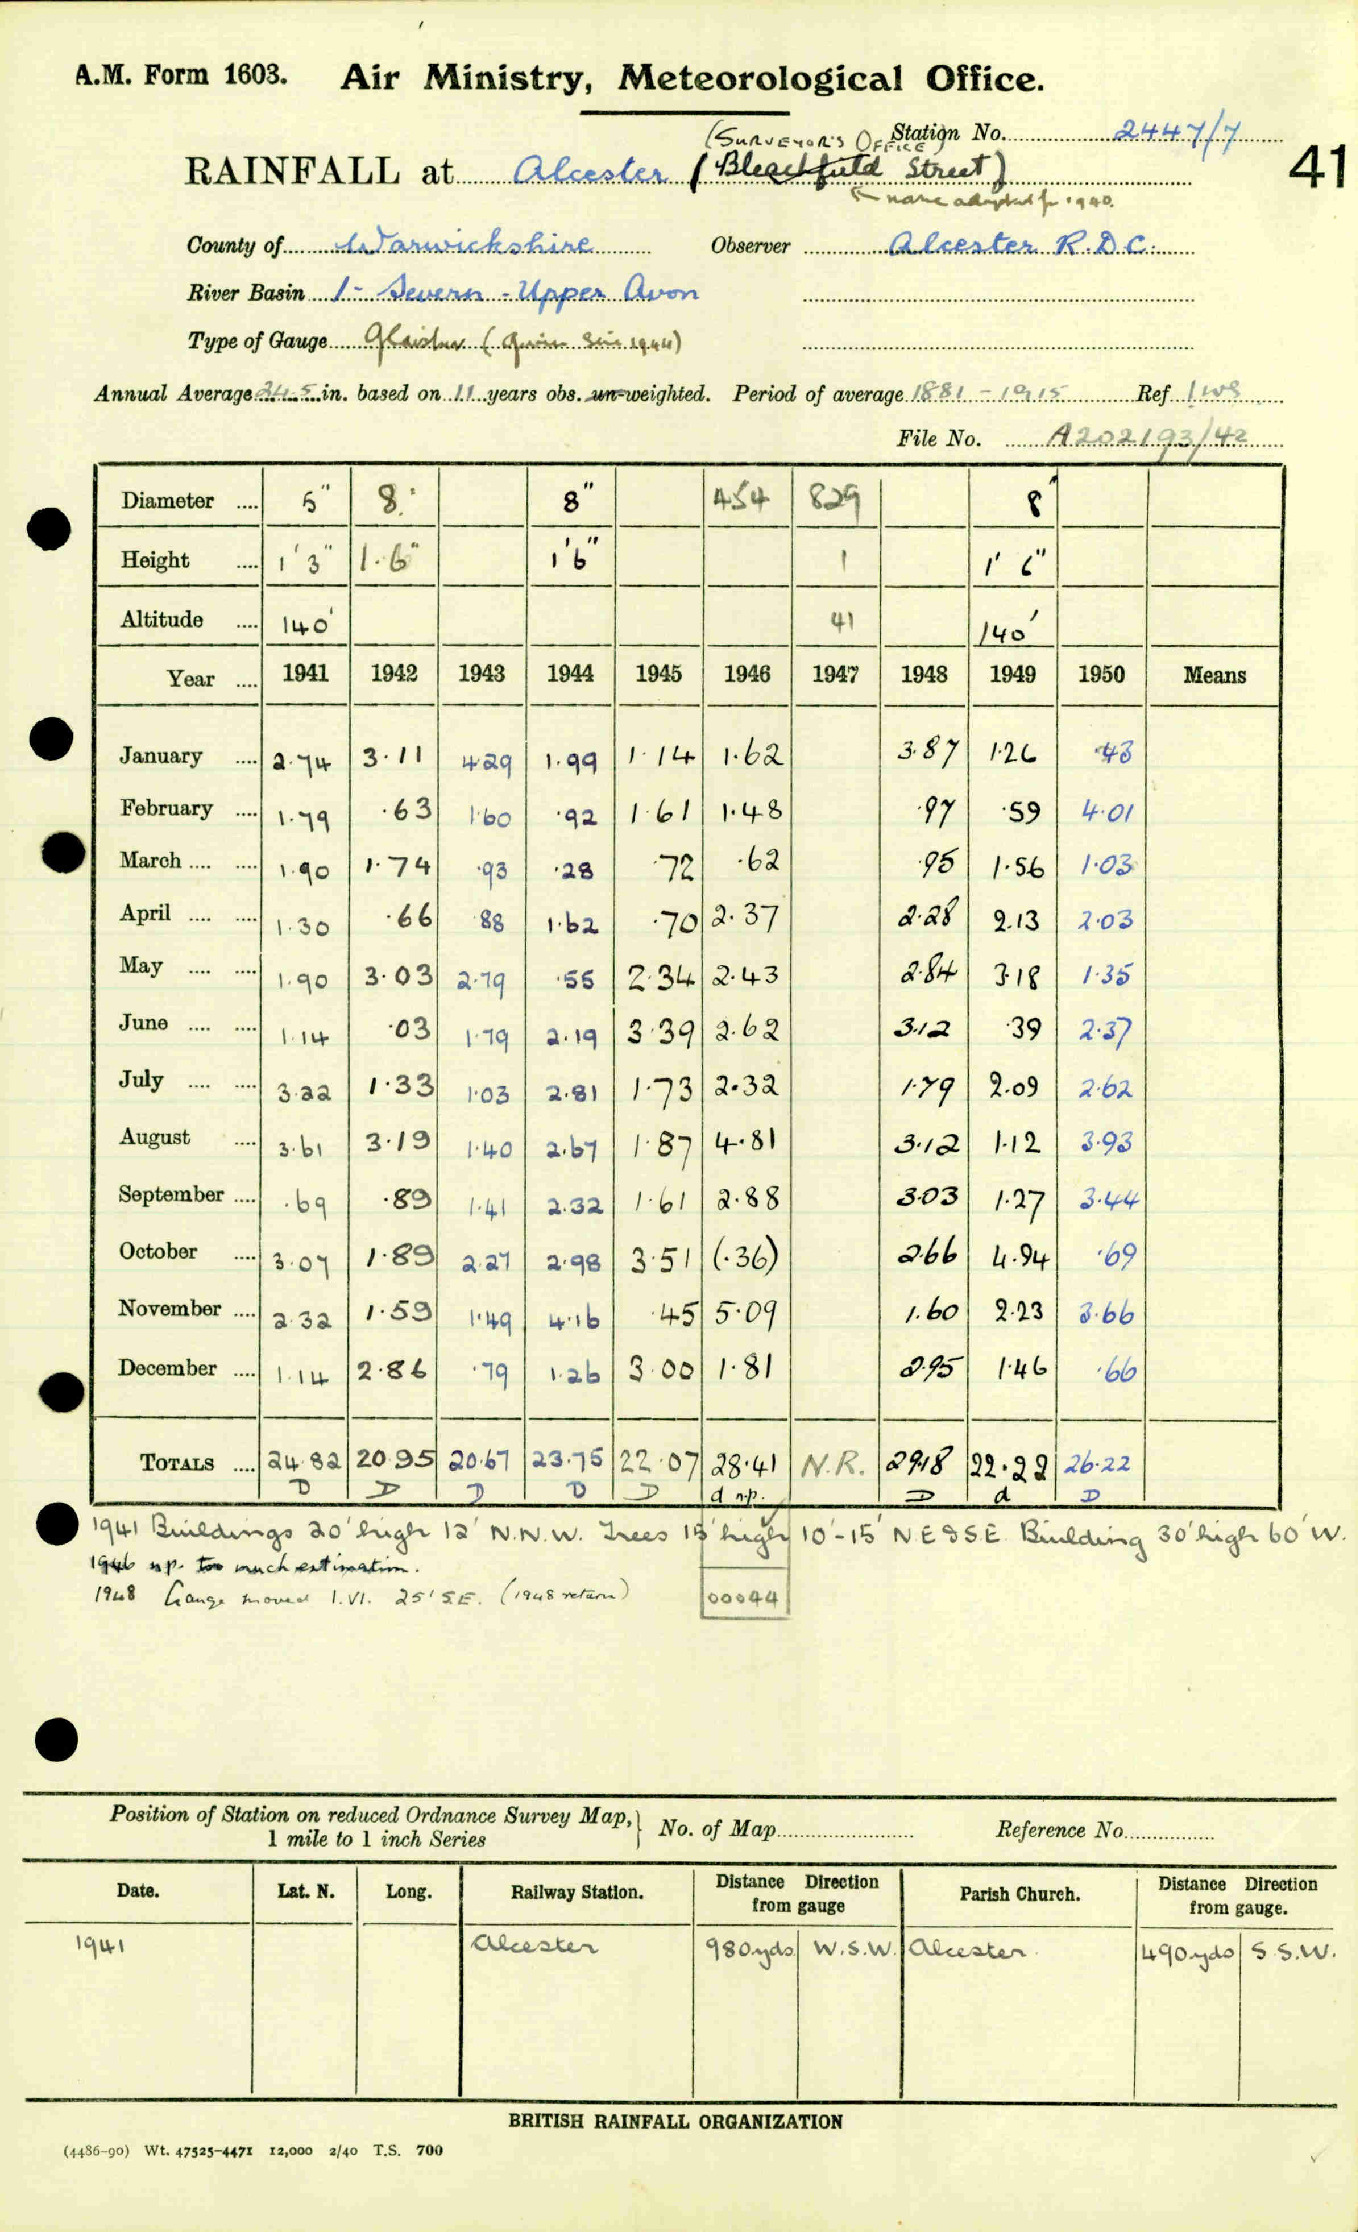 A.M. Form 1603. Air Ministry, Meteorological Office.
(SURVEYOR'S OFFICE) Station No. 2447/7
41
RAINFALL at Alcester (Bleachfield Street)
name adopted fr 1940.
County of Warwickshire Observer Alcester R.D.C.
River Basin 1 - Severn - Upper Avon
Type of Gauge Glaisher ( since 1944)
Annual Average 24.5 in. based on 11 years obs. un-weighted. Period of average 1881 - 1915 Ref
File No. A202193/42
Diameter .... 5" 8" 8" 454 829 8"
Height .... 1'3" 1.6" 1'6" 1 1' 6"
Altitude .... 140' 41 140'
Year .... 1941 1942 1943 1944 1945 1946 1947 1948 1949 1950 Means
January .... 2.74 3.11 4.29 1.99 1.14 1.62 3.87 1.26 .43
February .... 1.79 .63 1.60 .92 1.61 1.48 .97 .59 4.01
March .... .... 1.90 1.74 .93 .28 .72 .62 .95 1.56 1.03
April .... .... 1.30 .66 .88 1.62 .70 2.37 2.28 2.13 2.03
May .... .... 1.90 3.03 2.79 .55 2.34 2.43 2.84 3.18 1.35
June .... .... 1.14 .03 1.79 2.19 3.39 2.62 3.12 .39 2.37
July .... .... 3.22 1.33 1.03 2.81 1.73 2.32 1.79 2.09 2.62
August .... 3.61 3.19 1.40 2.67 1.87 4.81 3.12 1.12 3.93
September .... .69 .89 1.41 2.32 1.61 2.88 3.03 1.27 3.44
October .... 3.07 1.89 2.27 2.98 3.51 (.36) 2.66 4.94 .69
November .... 2.32 1.59 1.49 4.16 .45 5.09 1.60 2.23 3.66
December .... 1.14 2.86 .79 1.26 3.00 1.81 2.95 1.46 .66
TOTALS .... 24.82 20.95 20.67 23.75 22.07 28.41 N.R. 29.18 22.22 26.22
D D D D D d n.p. D d D
1941 Buildings 20' high 12' N.N.W. Trees 15' high 10'-15' N.E & S.E. Building 30' high 60' W.
1946 n.p. too much estimation.
1948 Gauge moved 1.VI. 25' S.E. (1948 return) 00044
Position of Station on reduced Ordnance Survey Map, 1 mile to 1 inch Series } No. of Map Reference No.
Date. Lat. N. Long. Railway Station. Distance Direction from gauge Parish Church. Distance Direction from gauge.
1941 Alcester 980 yds W.S.W. Alcester 490 yds S.S.W.
BRITISH RAINFALL ORGANIZATION
(4486-90) Wt. 47525-4471 12,000 2/40 T.S. 700